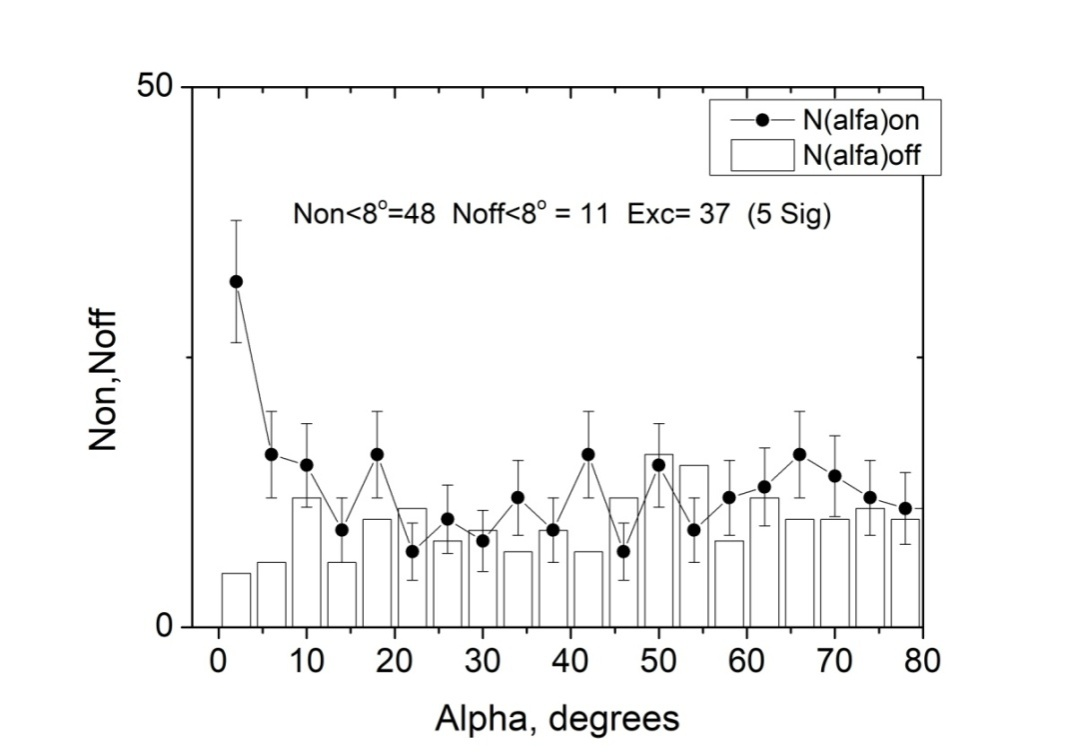 50
N(alfa)on
N(alfa)off
Non<8°=48 Noff<8° = 11 Exc= 37 (5 Sig)
Non,Noff
0
0 10 20 30 40 50 60 70 80
Alpha, degrees